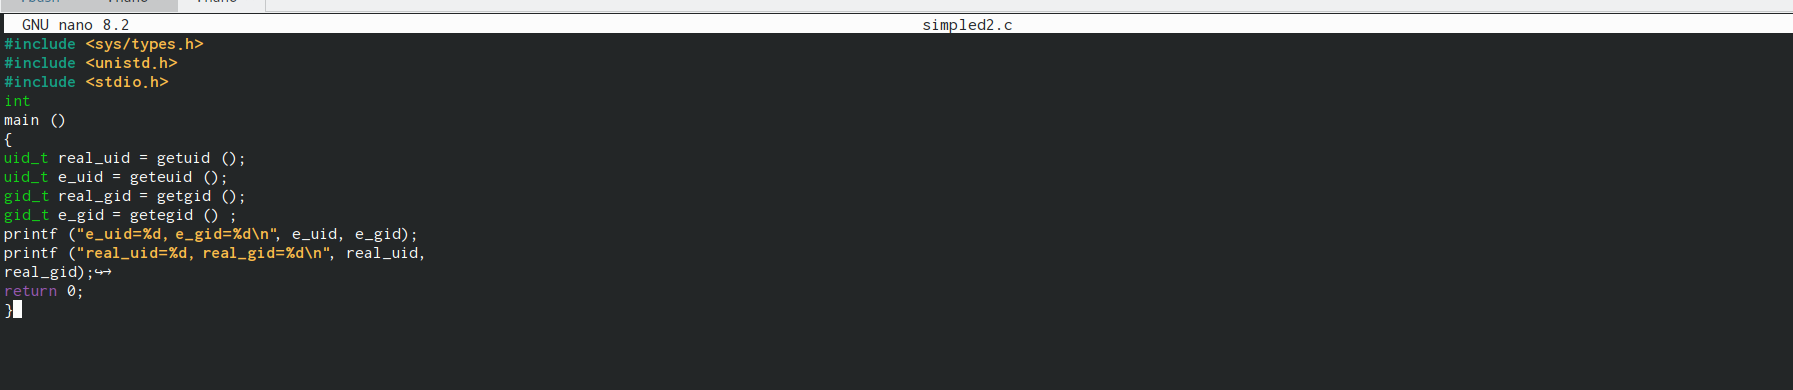 GNU nano 8.2 simpled2.c
#include <sys/types.h>
#include <unistd.h>
#include <stdio.h>
int
main ()
{
uid_t real_uid = getuid ();
uid_t e_uid = geteuid ();
gid_t real_gid = getgid ();
gid_t e_gid = getegid () ;
printf ("e_uid=%d, e_gid=%d\n", e_uid, e_gid);
printf ("real_uid=%d, real_gid=%d\n", real_uid,
real_gid);↪→
return 0;
}